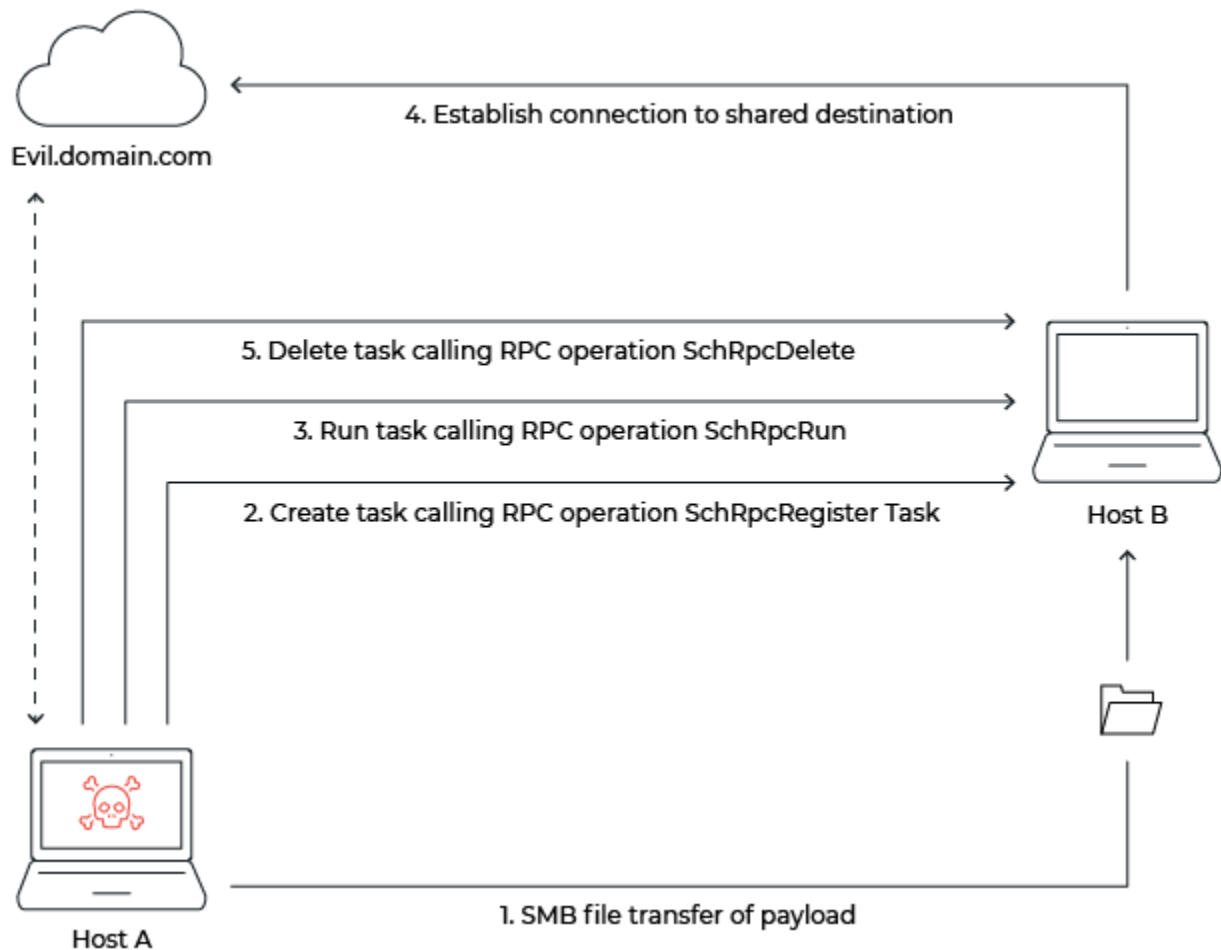 4. Establish connection to shared destination
Evil.domain.com
5. Delete task calling RPC operation SchRpcDelete
3. Run task calling RPC operation SchRpcRun
2. Create task calling RPC operation SchRpcRegister Task
Host B
1. SMB file transfer of payload
Host A